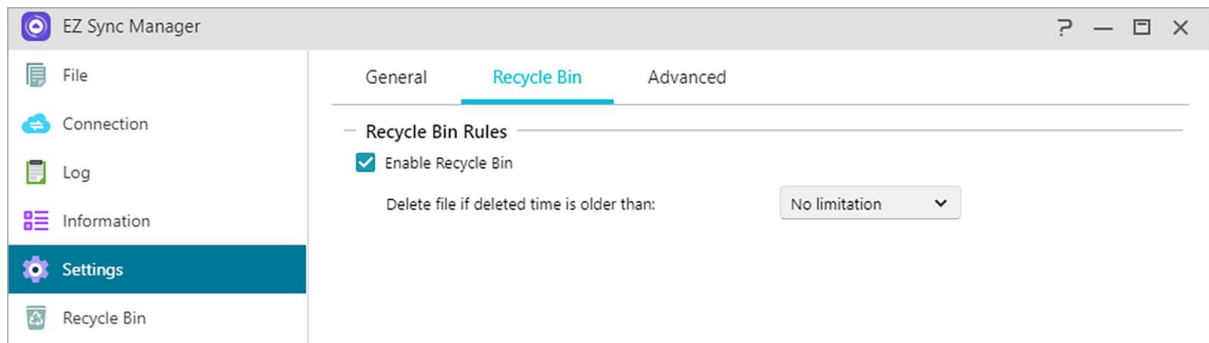 EZ Sync Manager
File
Connection
Log
Information
Settings
Recycle Bin
General Recycle Bin Advanced
Recycle Bin Rules
Enable Recycle Bin
Delete file if deleted time is older than: No limitation